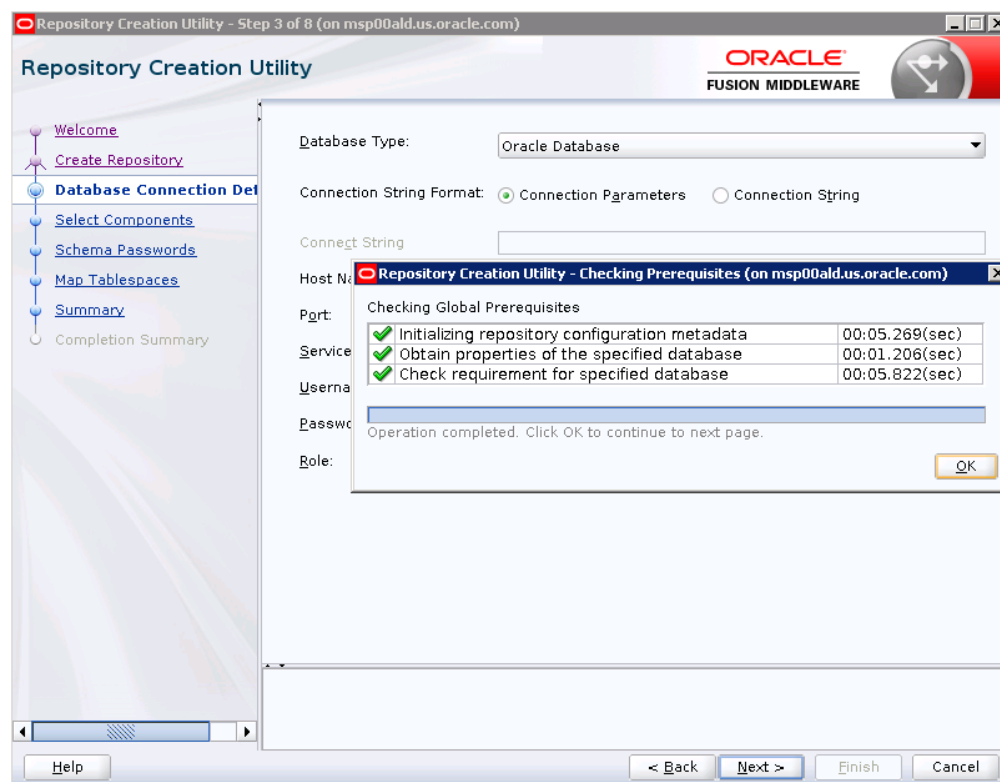 Repository Creation Utility - Step 3 of 8 (on msp00ald.us.oracle.com)
Repository Creation Utility
ORACLE
FUSION MIDDLEWARE
Welcome
Create Repository
Database Connection Det
Select Components
Schema Passwords
Map Tablespaces
Summary
Completion Summary
Database Type: Oracle Database
Connection String Format: Connection Parameters Connection String
Connect String
Host Na
Port:
Service
Userna
Passwo
Role:
Repository Creation Utility - Checking Prerequisites (on msp00ald.us.oracle.com)
Checking Global Prerequisites
Initializing repository configuration metadata 00:05.269(sec)
Obtain properties of the specified database 00:01.206(sec)
Check requirement for specified database 00:05.822(sec)
Operation completed. Click OK to continue to next page.
OK
Help < Back Next > Finish Cancel